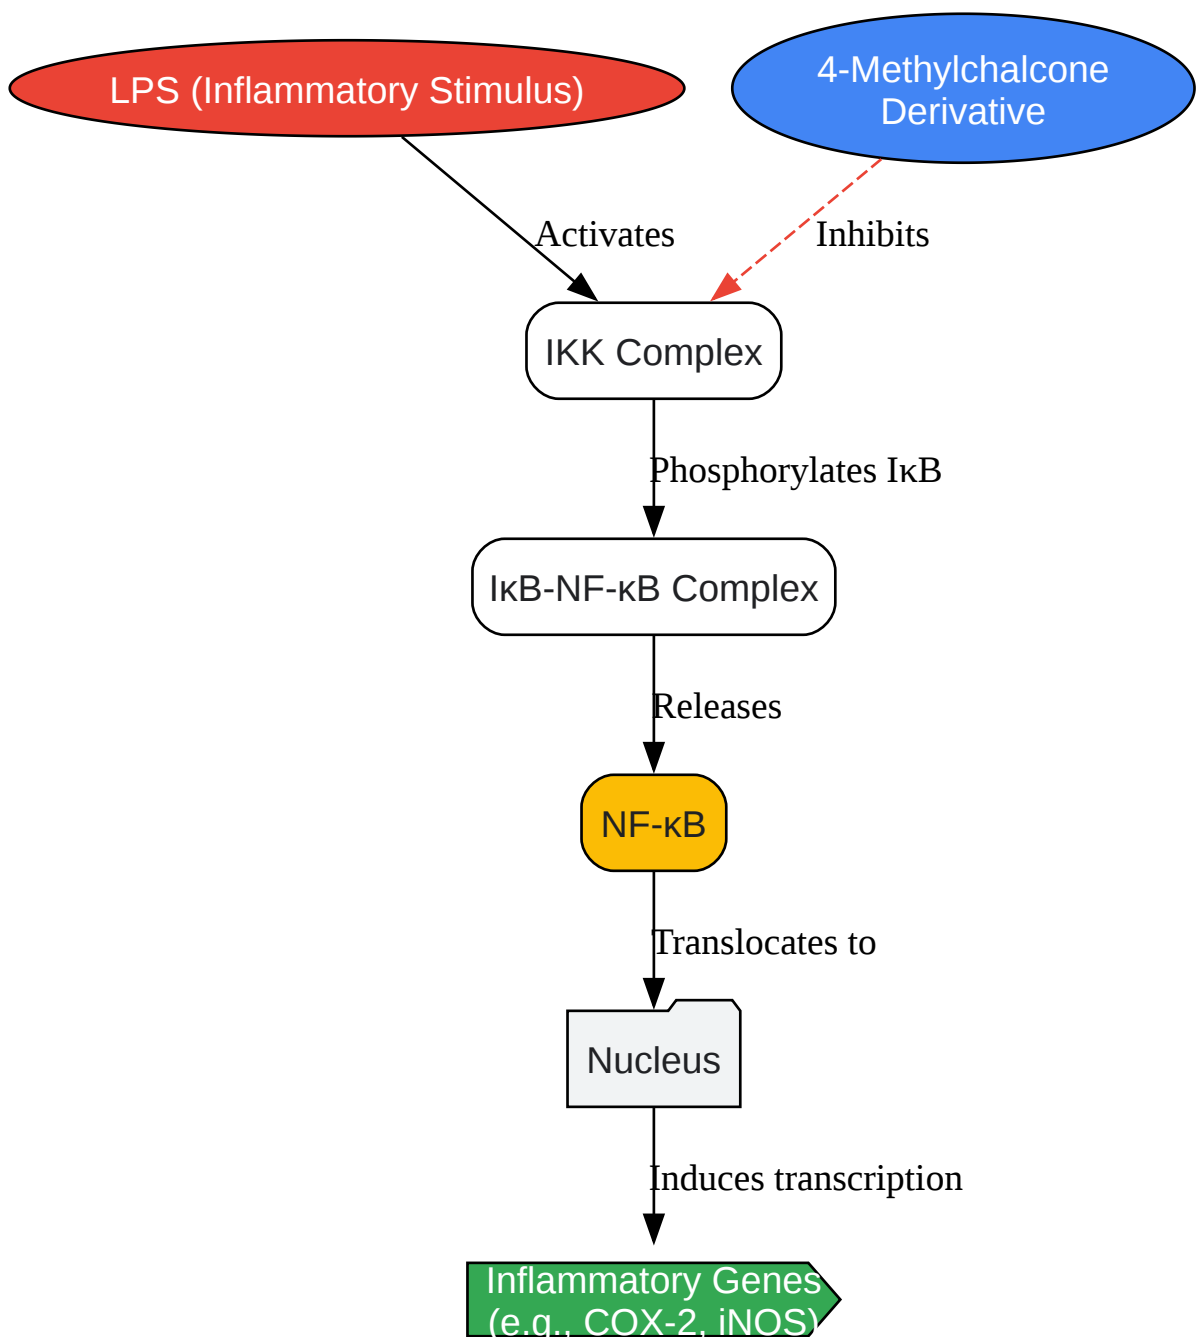 LPS (Inflammatory Stimulus)
4-Methylchalcone
Derivative
Activates
Inhibits
IKK Complex
Phosphorylates IκB
IκB-NF-κB Complex
Releases
NF-κB
Translocates to
Nucleus
Induces transcription
Inflammatory Genes
(e.g., COX-2, iNOS)